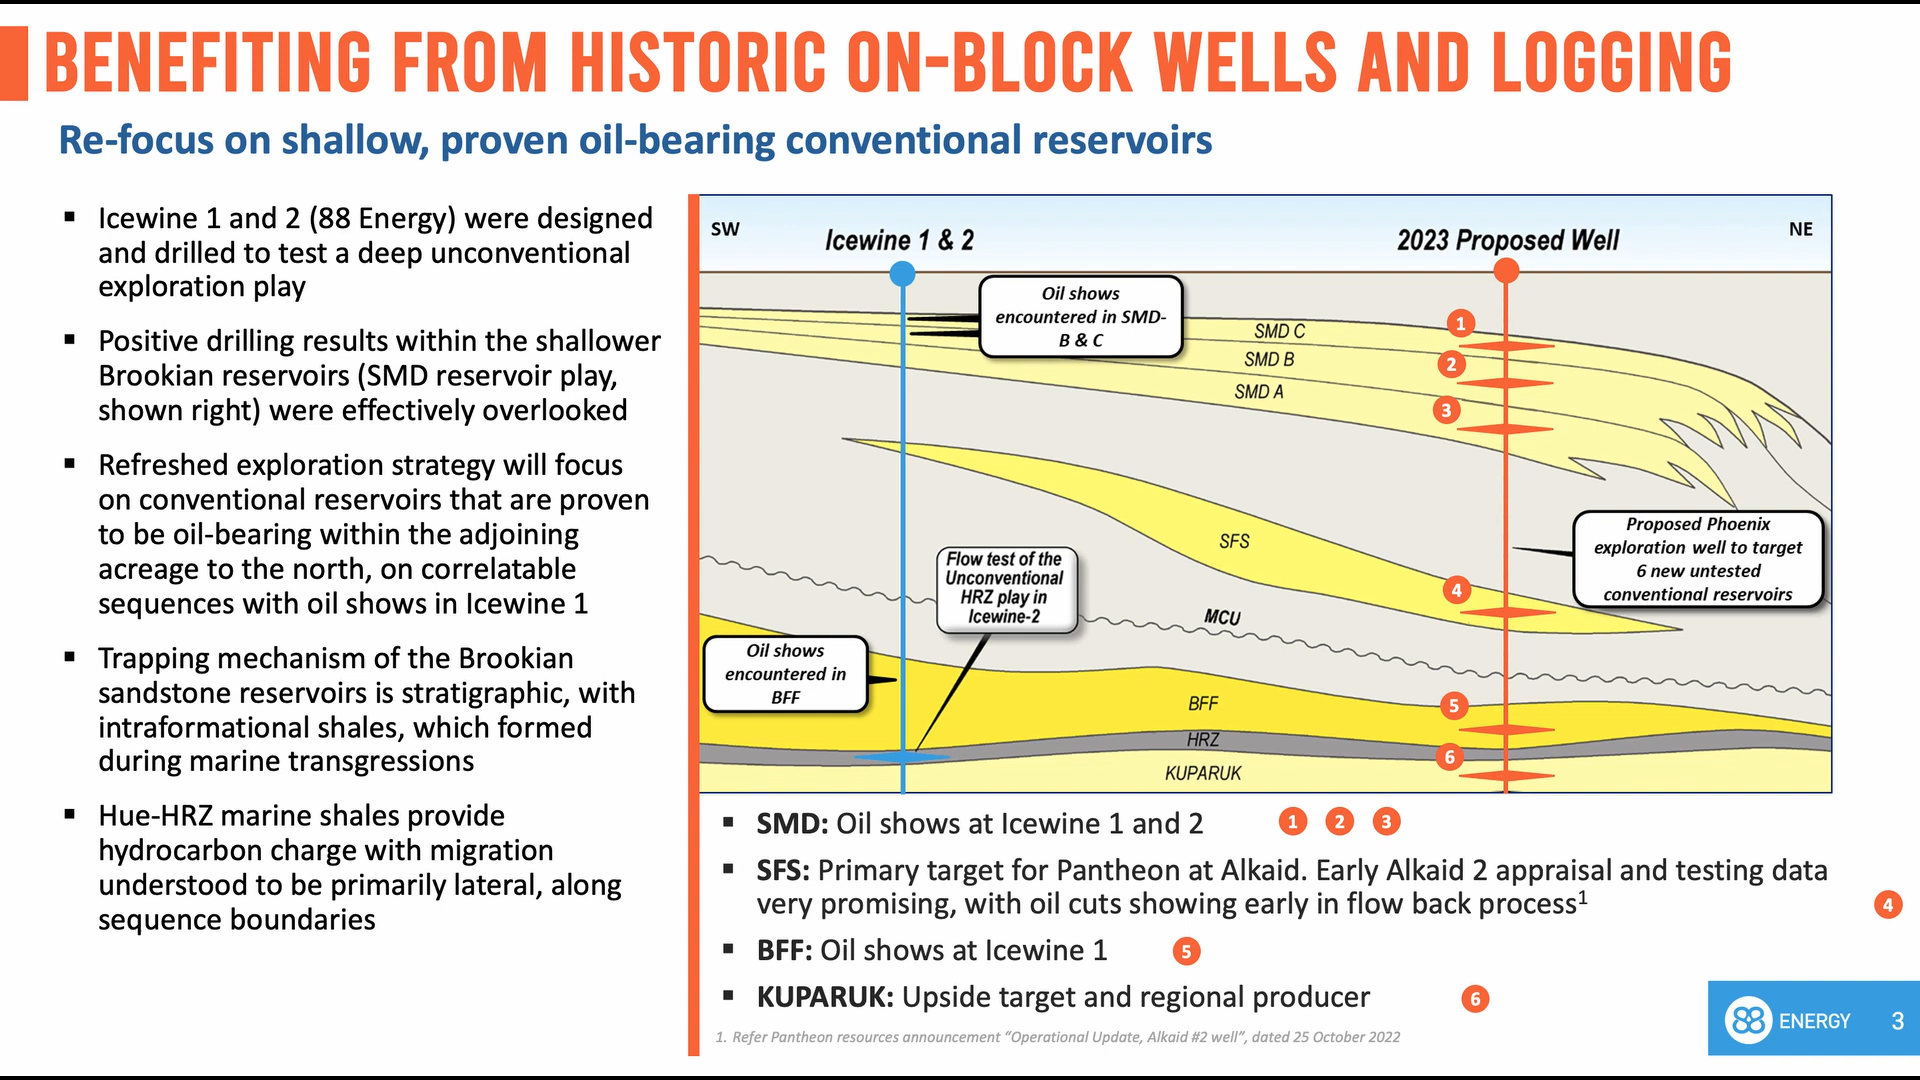 BENEFITING FROM HISTORIC ON-BLOCK WELLS AND LOGGING
Re-focus on shallow, proven oil-bearing conventional reservoirs
▪ Icewine 1 and 2 (88 Energy) were designed
and drilled to test a deep unconventional
exploration play
▪ Positive drilling results within the shallower
Brookian reservoirs (SMD reservoir play,
shown right) were effectively overlooked
▪ Refreshed exploration strategy will focus
on conventional reservoirs that are proven
to be oil-bearing within the adjoining
acreage to the north, on correlatable
sequences with oil shows in Icewine 1
▪ Trapping mechanism of the Brookian
sandstone reservoirs is stratigraphic, with
intraformational shales, which formed
during marine transgressions
▪ Hue-HRZ marine shales provide
hydrocarbon charge with migration
understood to be primarily lateral, along
sequence boundaries
SW
Icewine 1 & 2
2023 Proposed Well
NE
Oil shows
encountered in SMD-
B & C
SMD C
1
SMD B
2
SMD A
3
SFS
4
Proposed Phoenix
exploration well to target
6 new untested
conventional reservoirs
Flow test of the
Unconventional
HRZ play in
Icewine-2
MCU
Oil shows
encountered in
BFF
BFF
5
HRZ
6
KUPARUK
▪ SMD: Oil shows at Icewine 1 and 2 1 2 3
▪ SFS: Primary target for Pantheon at Alkaid. Early Alkaid 2 appraisal and testing data
very promising, with oil cuts showing early in flow back process¹ 4
▪ BFF: Oil shows at Icewine 1 5
▪ KUPARUK: Upside target and regional producer 6
1. Refer Pantheon resources announcement “Operational Update, Alkaid #2 well”, dated 25 October 2022
88 ENERGY 3